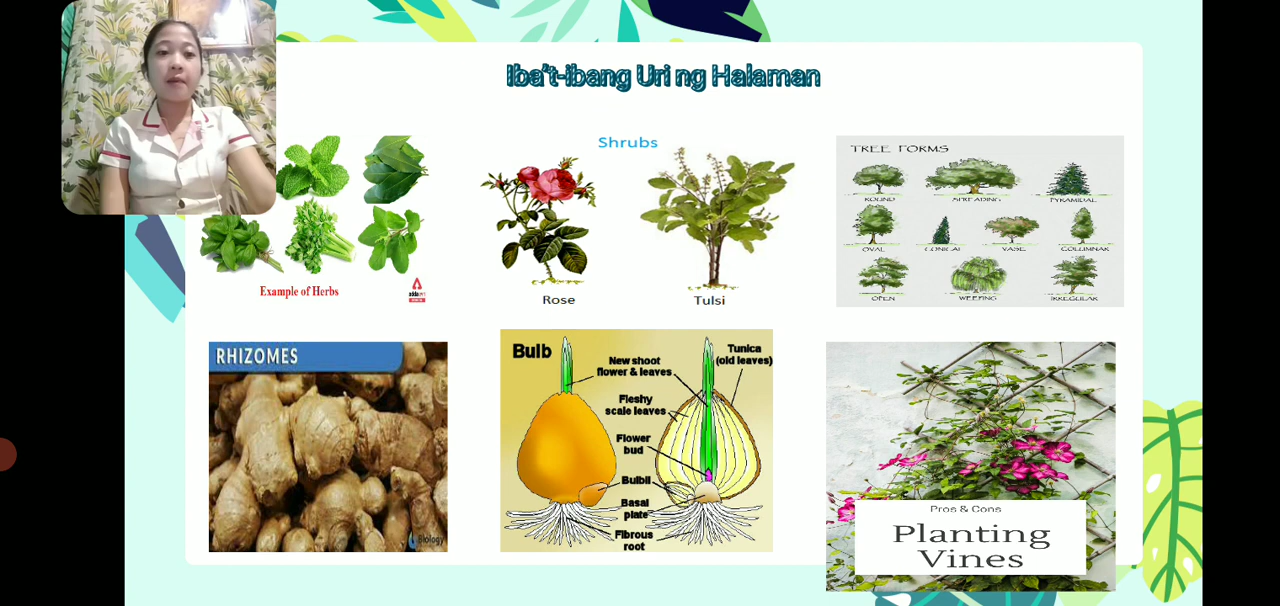 Iba't-ibang Uri ng Halaman
Example of Herbs
Shrubs
Rose
Tulsi
TREE FORMS
ROUND
SPREADING
PYRAMIDAL
OVAL
CONICAL
VASE
COLUMNAR
OPEN
WEEPING
IRREGULAR
RHIZOMES
Biology
Bulb
New shoot
flower & leaves
Tunica
(old leaves)
Fleshy
scale leaves
Flower
bud
Bulbil
Basal
plate
Fibrous
root
Pros & Cons
Planting
Vines